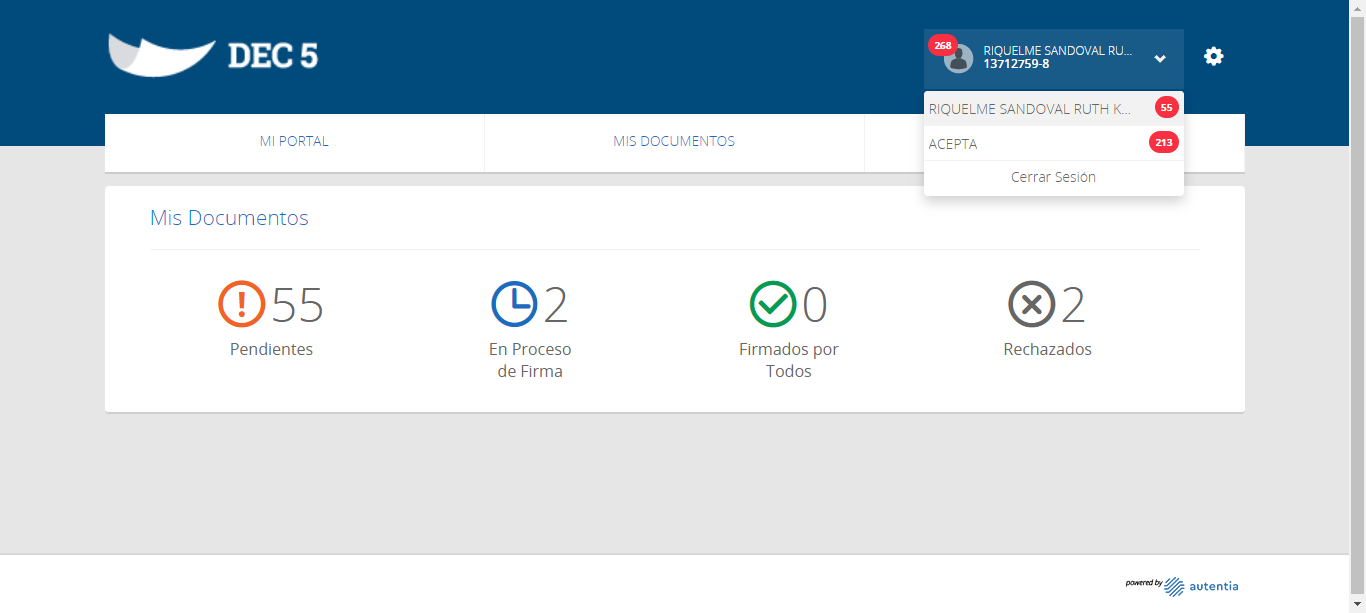 DEC 5
268
RIQUELME SANDOVAL RU...
13712759-8
RIQUELME SANDOVAL RUTH K...
55
ACEPTA
213
Cerrar Sesión
MI PORTAL
MIS DOCUMENTOS
Mis Documentos
55
Pendientes
2
En Proceso
de Firma
0
Firmados por
Todos
2
Rechazados
powered by
autentia